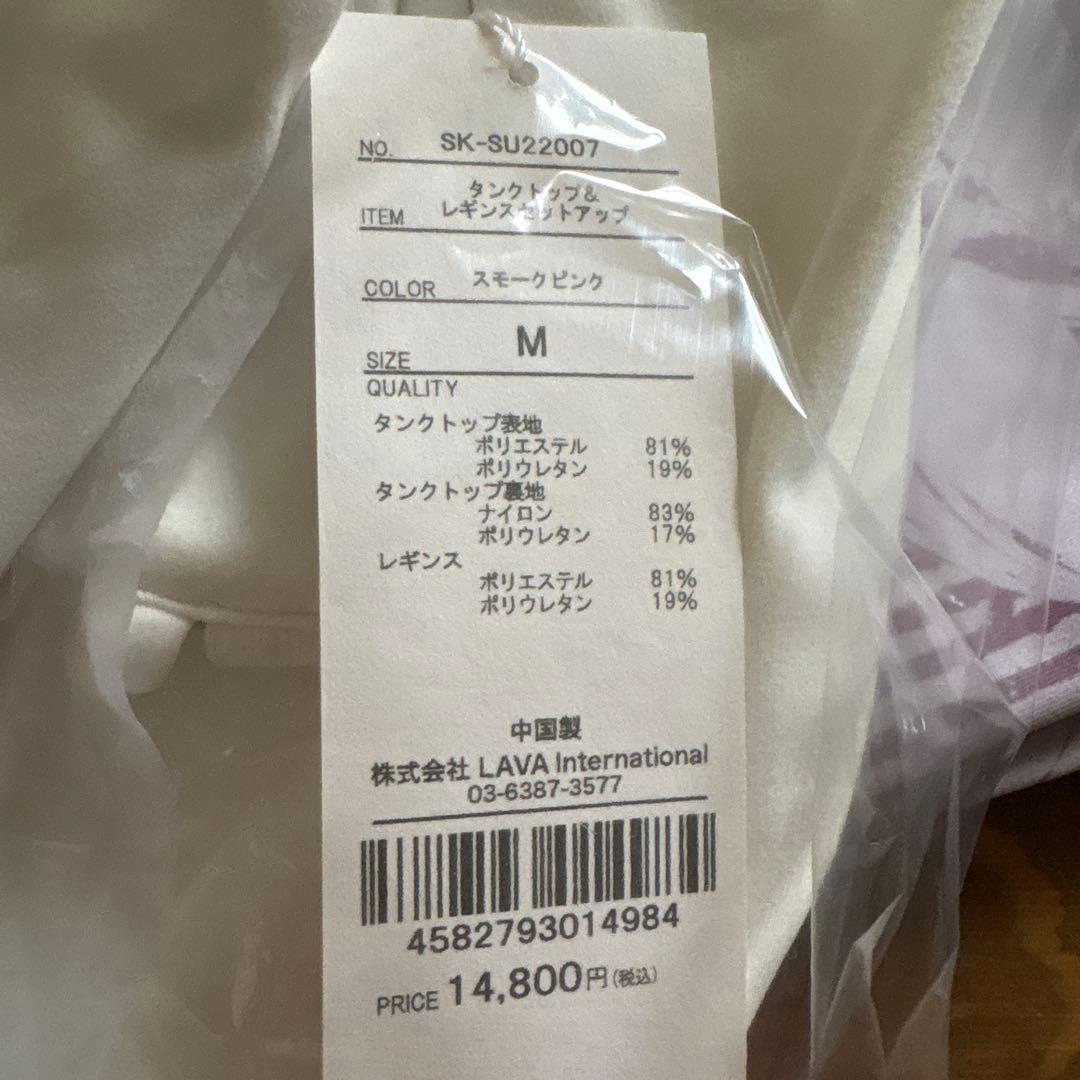 NO. SK-SU22007
タンクトップ&
ITEM レギンスセットアップ
COLOR スモークピンク
SIZE M
QUALITY
タンクトップ表地
ポリエステル 81%
ポリウレタン 19%
タンクトップ裏地
ナイロン 83%
ポリウレタン 17%
レギンス
ポリエステル 81%
ポリウレタン 19%
中国製
株式会社 LAVA International
03-6387-3577
4582793014984
PRICE 14,800円(税込)